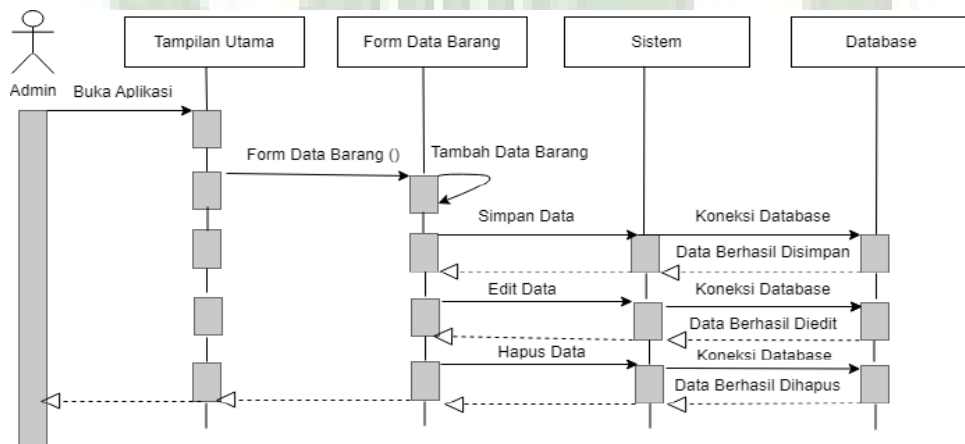 Tampilan Utama
Form Data Barang
Sistem
Database
Admin
Buka Aplikasi
Form Data Barang ()
Tambah Data Barang
Simpan Data
Koneksi Database
Data Berhasil Disimpan
Edit Data
Koneksi Database
Data Berhasil Diedit
Hapus Data
Koneksi Database
Data Berhasil Dihapus